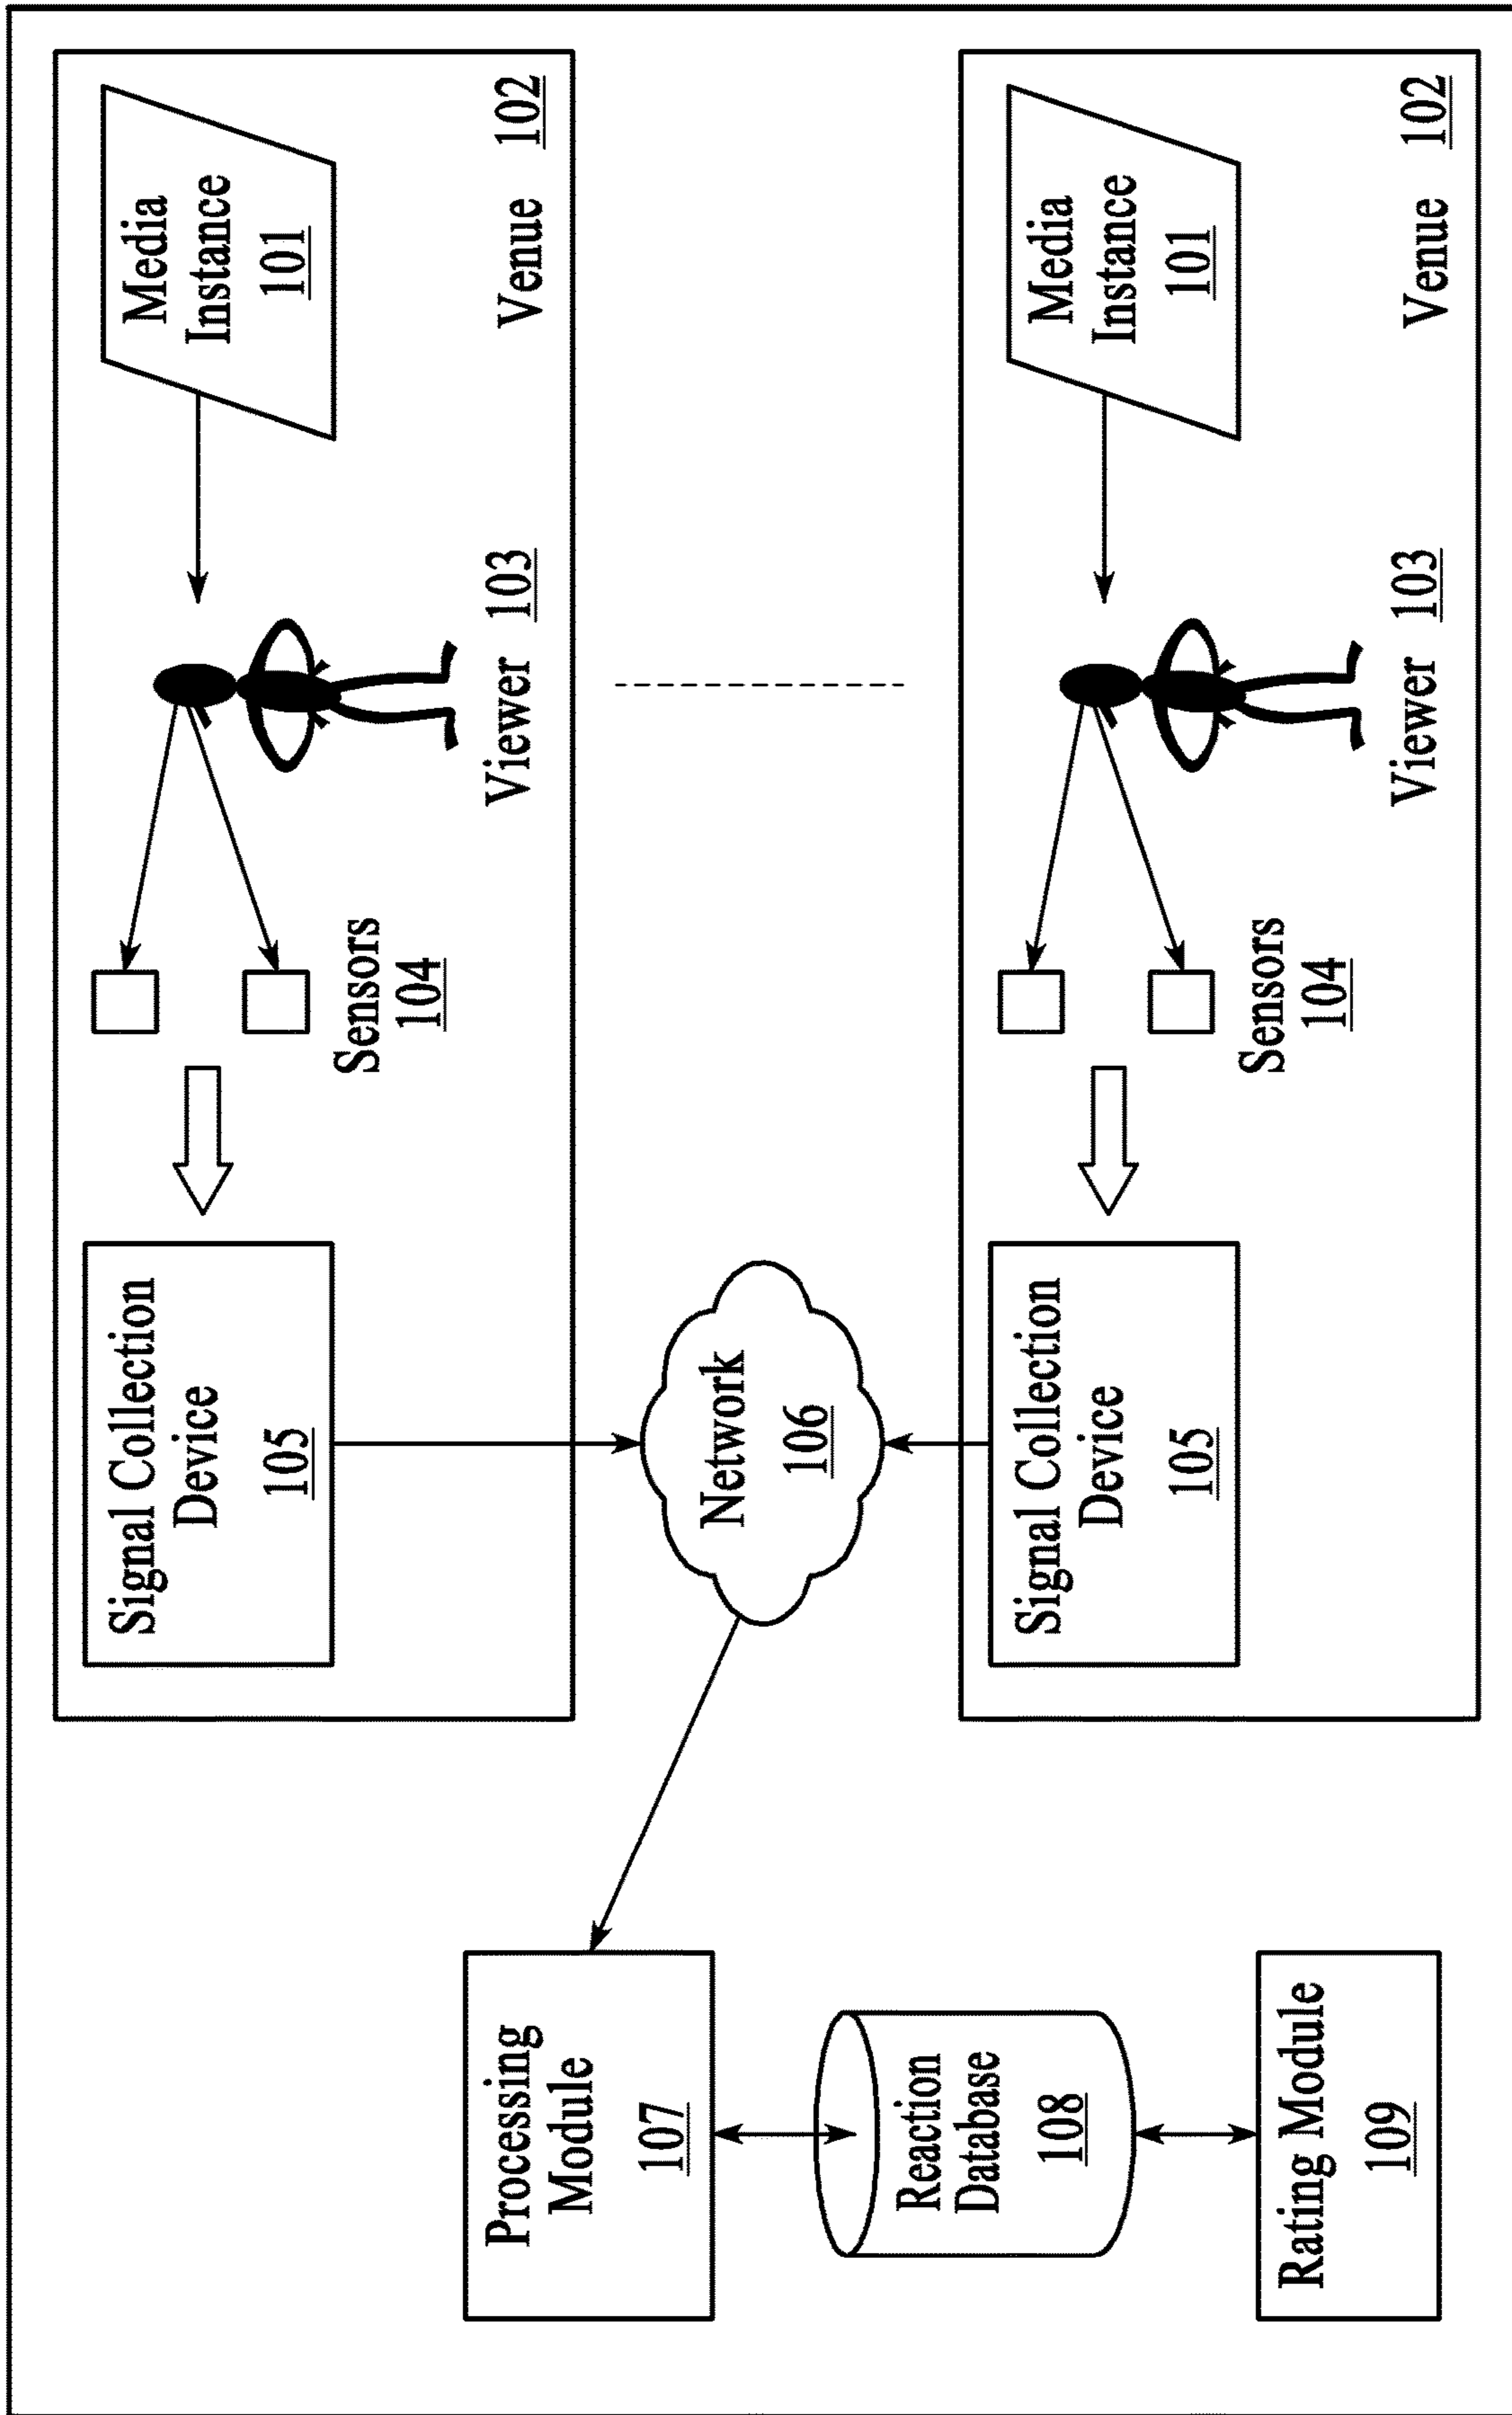 Processing
Module
107
Reaction
Database
108
Rating Module
109
Signal Collection
Device
105
Sensors
104
Viewer 103
Media
Instance
101
Venue 102
Network
106
Signal Collection
Device
105
Sensors
104
Viewer 103
Media
Instance
101
Venue 102